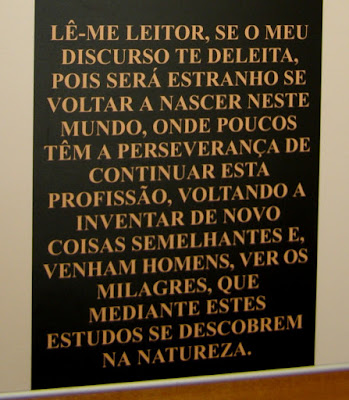 LÊ-ME LEITOR, SE O MEU
DISCURSO TE DELEITA,
POIS SERÁ ESTRANHO SE
VOLTAR A NASCER NESTE
MUNDO, ONDE POUCOS
TÊM A PERSEVERANÇA DE
CONTINUAR ESTA
PROFISSÃO, VOLTANDO A
INVENTAR DE NOVO
COISAS SEMELHANTES E,
VENHAM HOMENS, VER OS
MILAGRES, QUE
MEDIANTE ESTES
ESTUDOS SE DESCOBREM
NA NATUREZA.